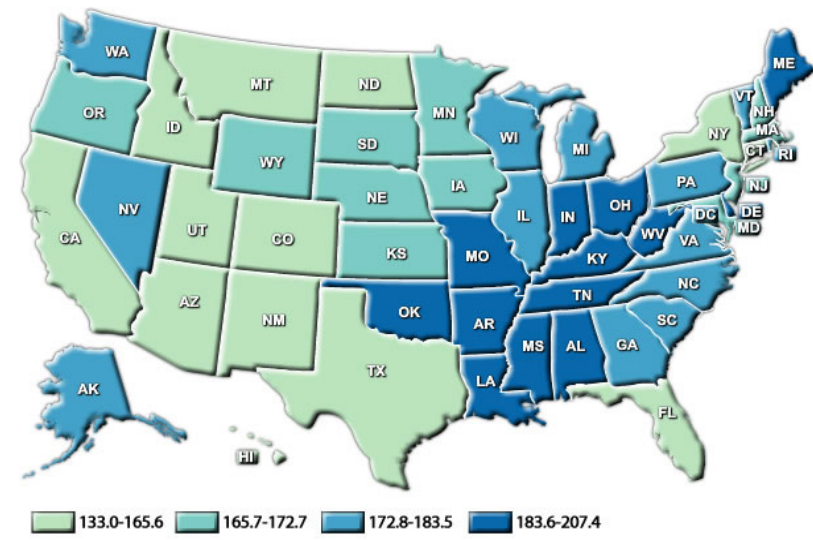 WA
MT
ND
MN
ME
VT
NH
OR
ID
WY
SD
WI
MI
NY
MA
CT
RI
NV
UT
CO
NE
IA
IL
IN
OH
PA
NJ
CA
KS
MO
KY
WV
VA
DC
DE
MD
AZ
NM
OK
AR
TN
NC
SC
TX
LA
MS
AL
GA
FL
AK
HI
133.0-165.6 165.7-172.7 172.8-183.5 183.6-207.4